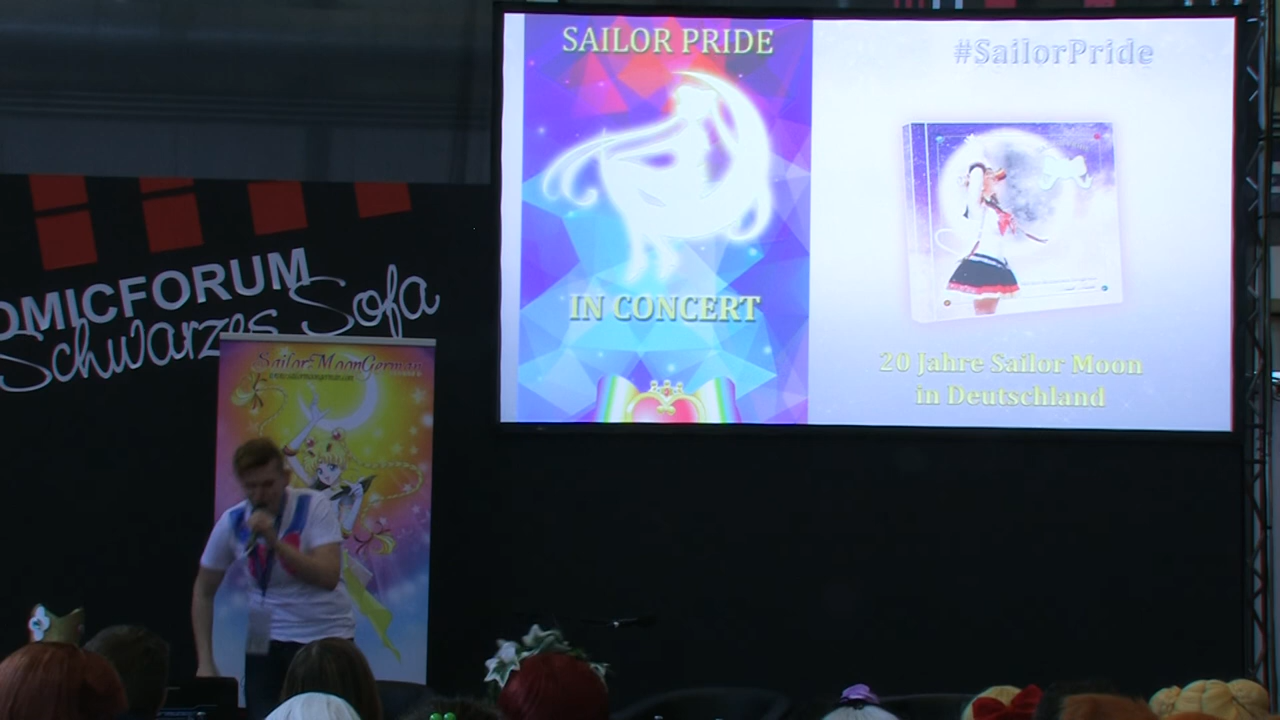 SAILOR PRIDE
IN CONCERT
#SailorPride
20 Jahre Sailor Moon
in Deutschland
OMICFORUM
Schwarzes Sofa
SailorMoonGerman